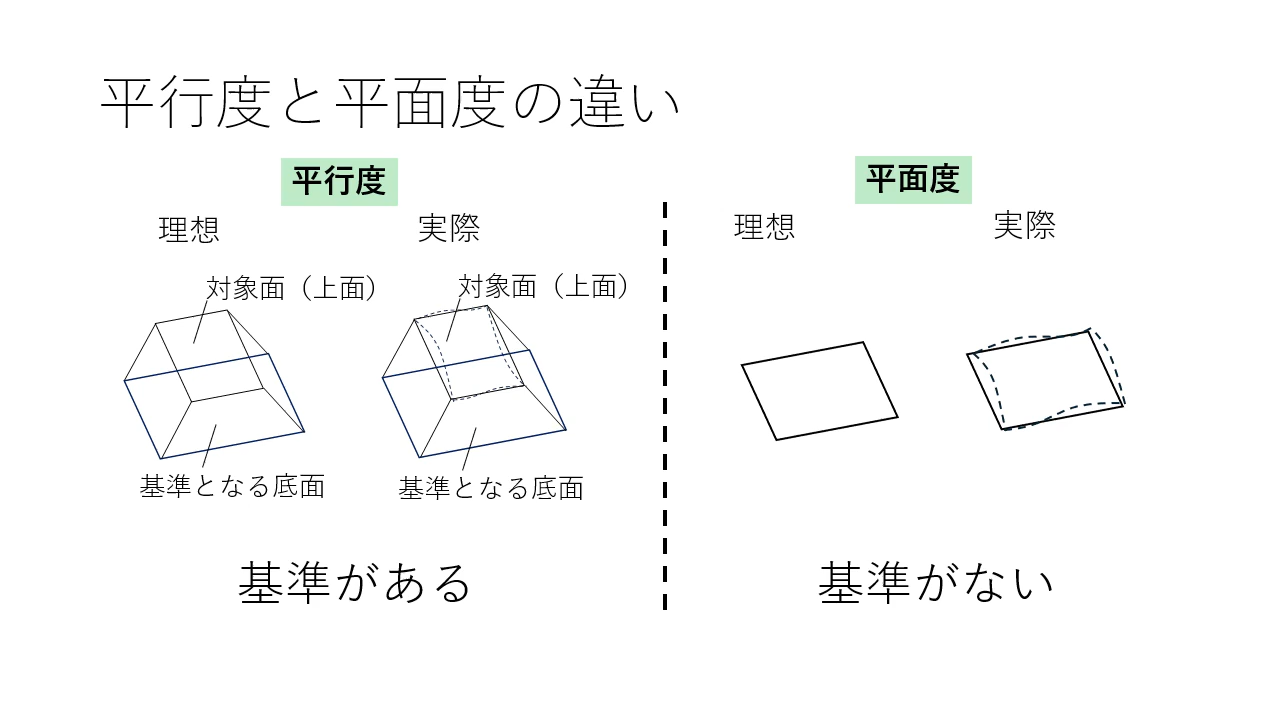 平行度と平面度の違い
平行度
理想
実際
対象面（上面）
対象面（上面）
基準となる底面
基準となる底面
基準がある
平面度
理想
実際
基準がない